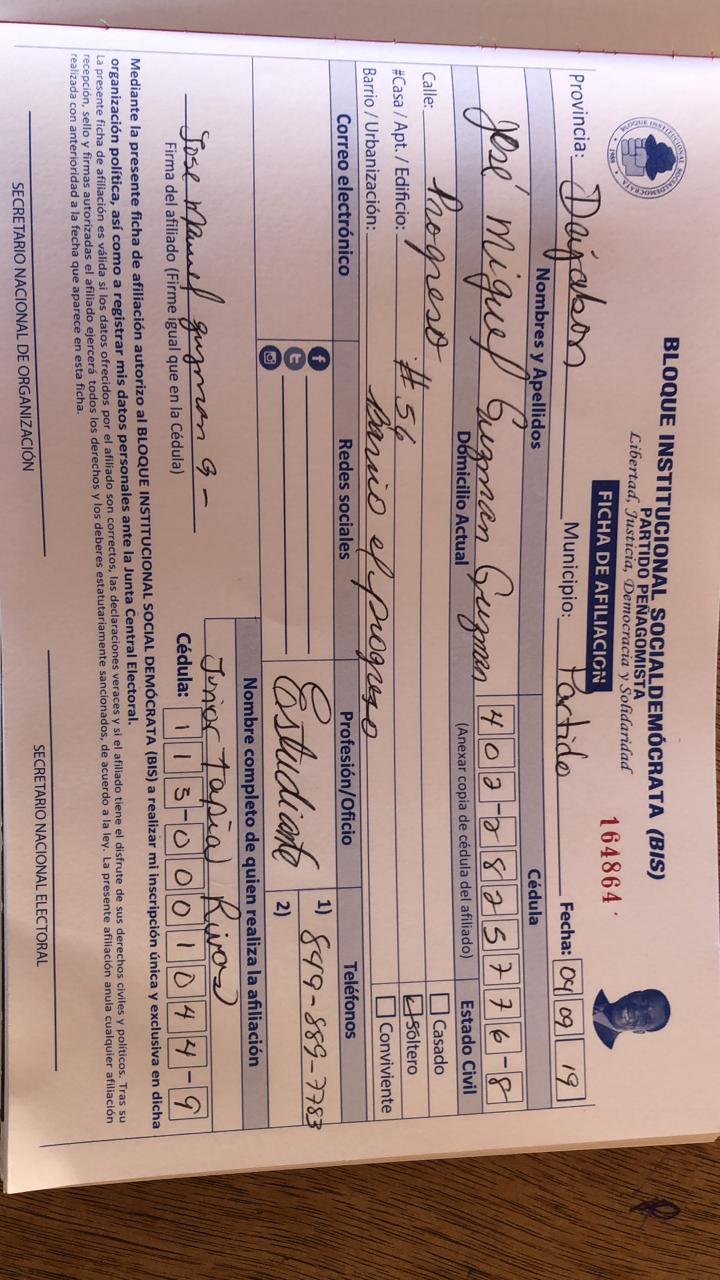 BLOQUE INSTITUCIONAL SOCIALDEMÓCRATA (BIS)
PARTIDO PEÑAGOMISTA
Libertad, Justicia, Democracia y Solidaridad
BLOQUE INSTITUCIONAL SOCIALDEMOCRATA
FICHA DE AFILIACIÓN
164864
Provincia: Dajabon Municipio: Partido Fecha: 09 09 19
Nombres y Apellidos Cédula
José Miguel Guzman Guzman 402-2825776-8
Domicilio Actual (Anexar copia de cédula del afiliado) Estado Civil
Calle: Progreso Casado
#Casa / Apt. / Edificio: #56 Soltero
Barrio / Urbanización: Barrio el progreso Conviviente
Correo electrónico Redes sociales Profesión/Oficio Teléfonos
Estudiante 1) 849-889-7783
2)
Nombre completo de quien realiza la afiliación
Junior Tapia Rivas
Jose Manuel guzman g-
Firma del afiliado (Firme igual que en la Cédula)
Cédula: 115-0001044-9
Mediante la presente ficha de afiliación autorizo al BLOQUE INSTITUCIONAL SOCIAL DEMÓCRATA (BIS) a realizar mi inscripción única y exclusiva en dicha
organización política, así como a registrar mis datos personales ante la Junta Central Electoral.
La presente ficha de afiliación es válida si los datos ofrecidos por el afiliado son correctos, las declaraciones veraces y si el afiliado tiene el disfrute de sus derechos civiles y políticos. Tras su
recepción, sello y firmas autorizadas el afiliado ejercerá todos los derechos y los deberes estatutariamente sancionados, de acuerdo a la ley. La presente afiliación anula cualquier afiliación
realizada con anterioridad a la fecha que aparece en esta ficha.
SECRETARIO NACIONAL DE ORGANIZACIÓN SECRETARIO NACIONAL ELECTORAL